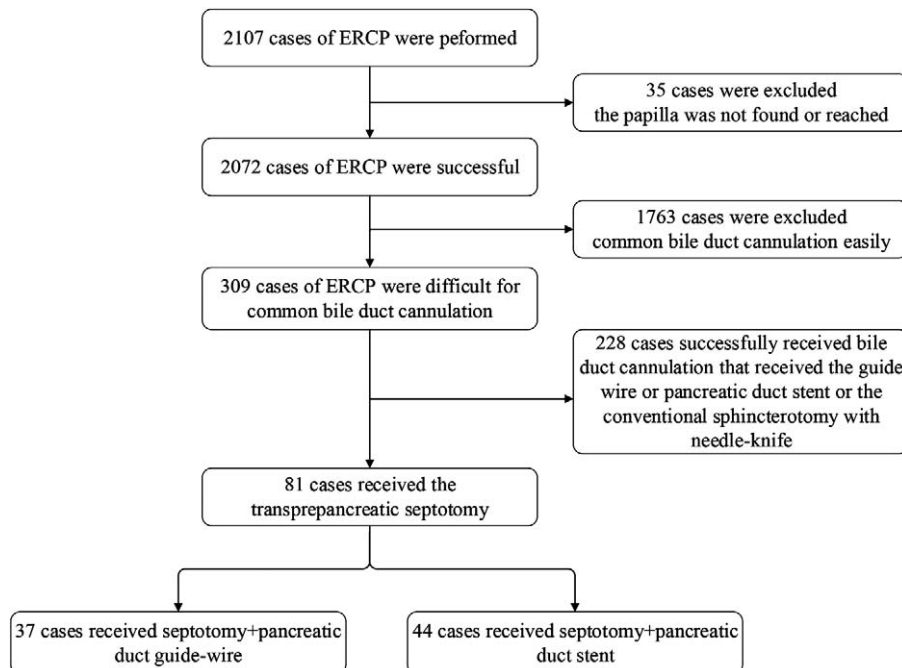 2107 cases of ERCP were peformed
35 cases were excluded
the papilla was not found or reached
2072 cases of ERCP were successful
1763 cases were excluded
common bile duct cannulation easily
309 cases of ERCP were difficult for
common bile duct cannulation
228 cases successfully received bile
duct cannulation that received the guide
wire or pancreatic duct stent or the
conventional sphincterotomy with
needle-knife
81 cases received the
transprepancreatic septotomy
37 cases received septotomy+pancreatic
duct guide-wire
44 cases received septotomy+pancreatic
duct stent